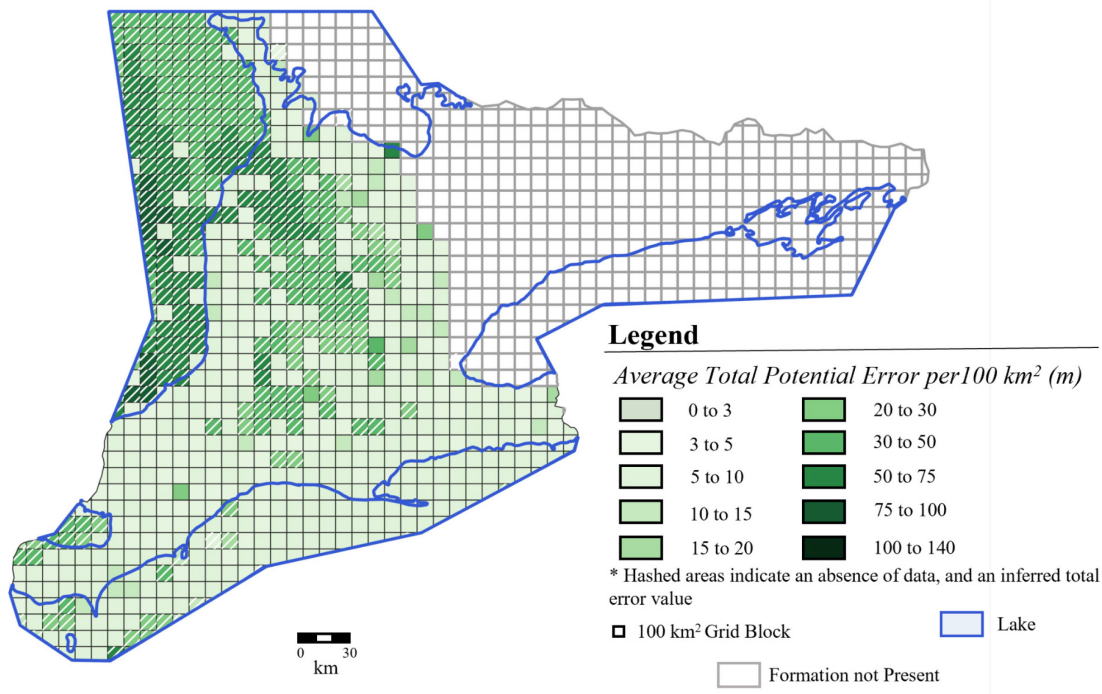 Legend
Average Total Potential Error per100 km² (m)
0 to 3
3 to 5
5 to 10
10 to 15
15 to 20
20 to 30
30 to 50
50 to 75
75 to 100
100 to 140
* Hashed areas indicate an absence of data, and an inferred total
error value
100 km² Grid Block
Lake
Formation not Present
0 30
km